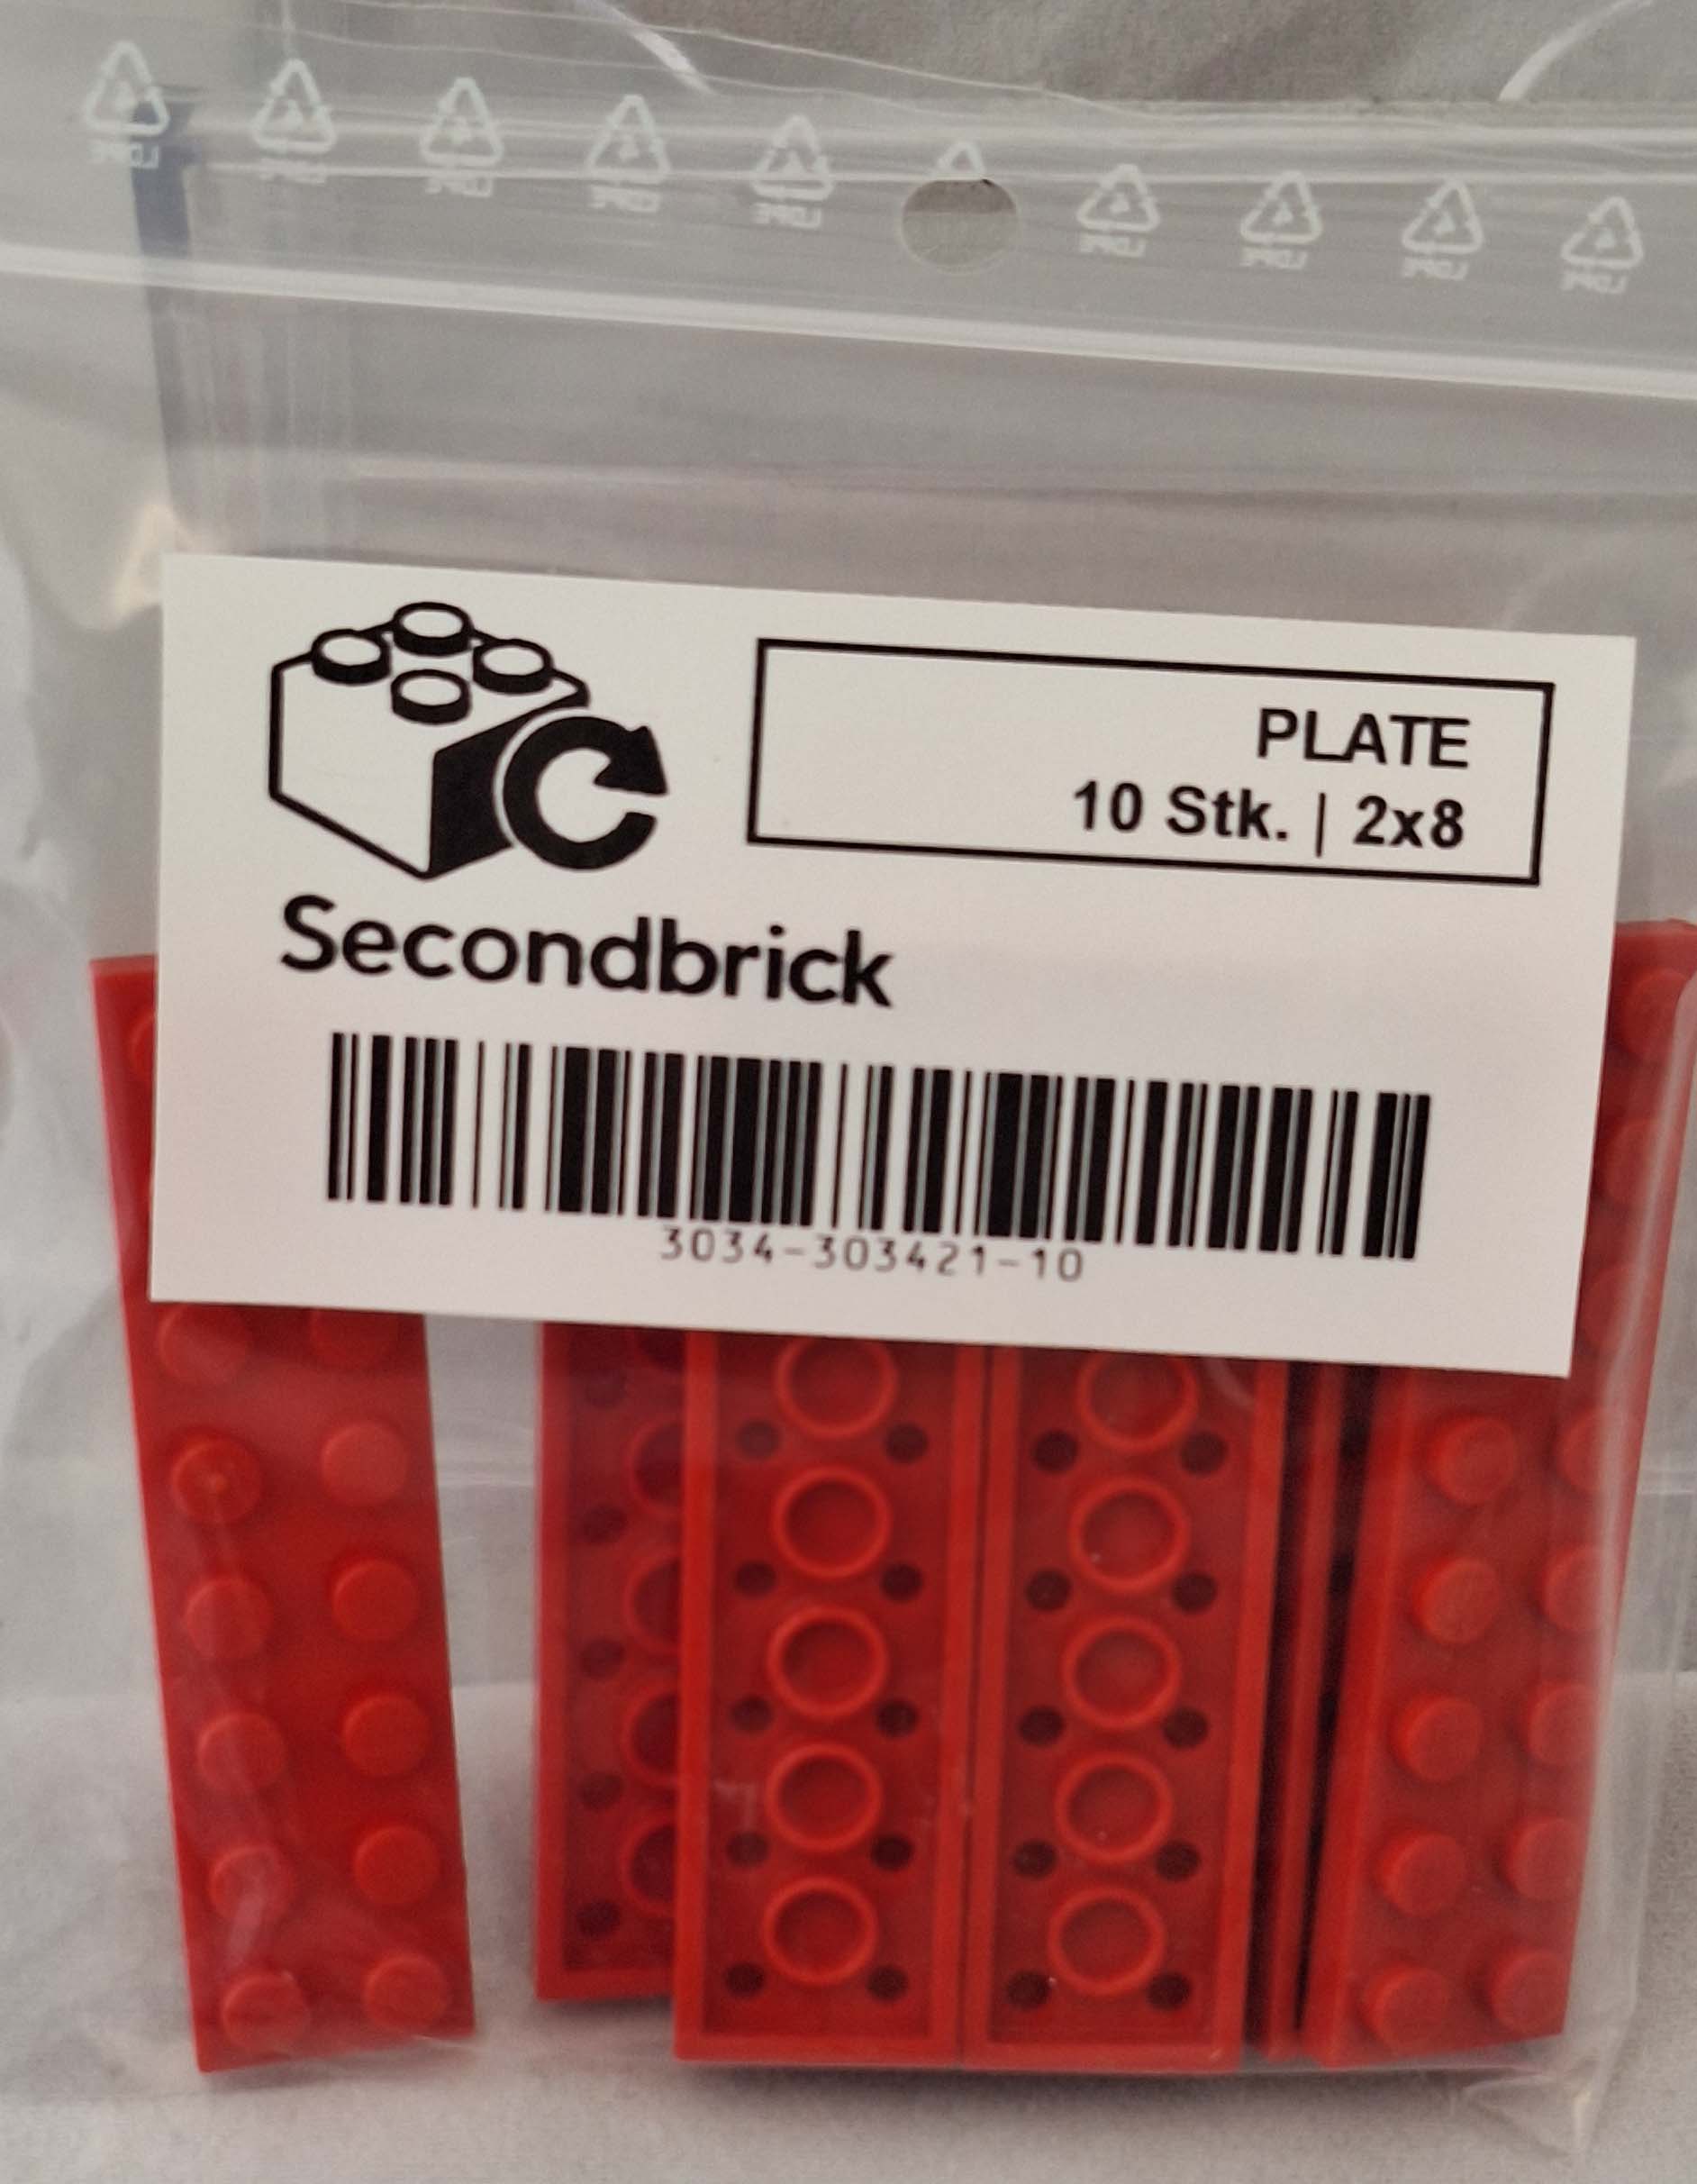 PLATE
10 Stk. | 2x8
Secondbrick
3034-303421-10